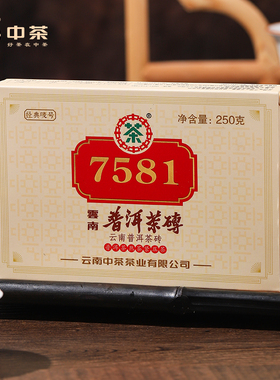 中茶
好茶在中茶
经典唛号
茶
净含量:250克
7581
雲南
普洱茶磚
云南普洱茶砖
云南中茶茶业有限公司